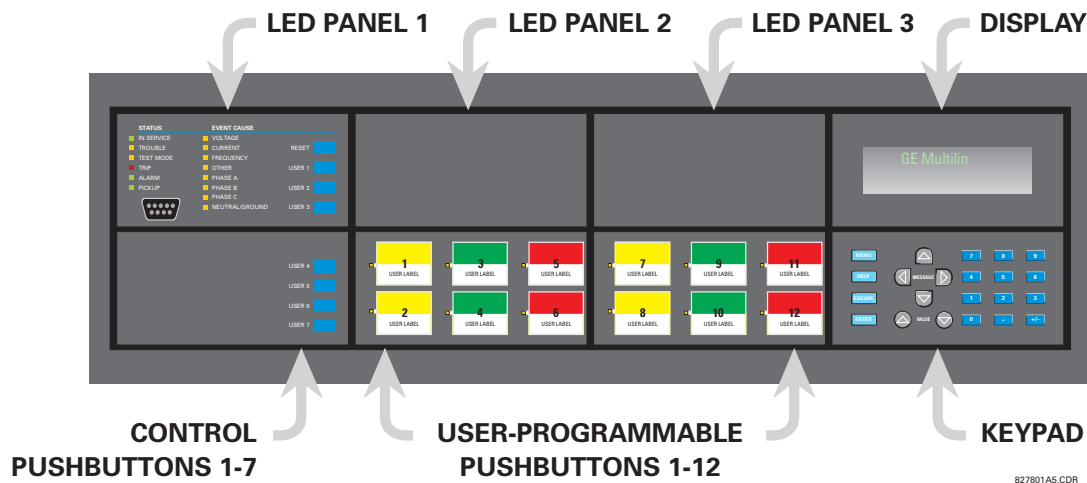 LED PANEL 1
LED PANEL 2
LED PANEL 3
DISPLAY
STATUS
IN SERVICE
TROUBLE
TEST MODE
TRIP
ALARM
PICKUP
EVENT CAUSE
VOLTAGE
CURRENT
FREQUENCY
OTHER
PHASE A
PHASE B
PHASE C
NEUTRAL/GROUND
RESET
USER 1
USER 2
USER 3
GE Multilin
USER 4
USER 5
USER 6
USER 7
1
USER LABEL
3
USER LABEL
5
USER LABEL
2
USER LABEL
4
USER LABEL
6
USER LABEL
7
USER LABEL
9
USER LABEL
11
USER LABEL
8
USER LABEL
10
USER LABEL
12
USER LABEL
MENU
HELP
ESCAPE
ENTER
MESSAGE
VALUE
7 8 9
4 5 6
1 2 3
0 . +/-
CONTROL
PUSHBUTTONS 1-7
USER-PROGRAMMABLE
PUSHBUTTONS 1-12
KEYPAD
827801A5.CDR